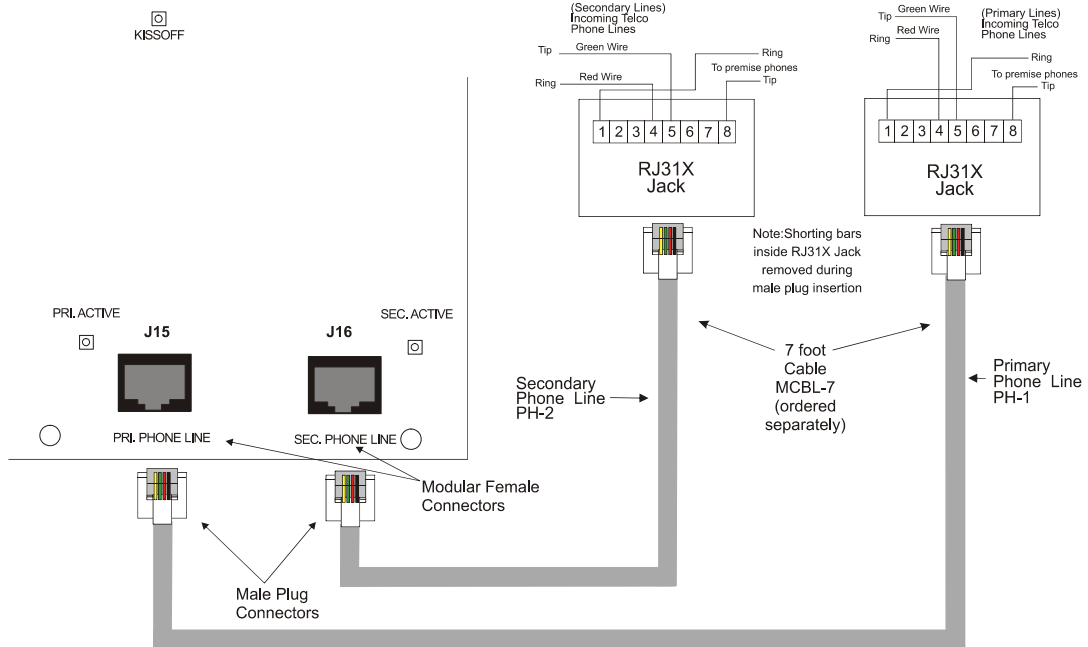 KISSOFF
(Secondary Lines)
Incoming Telco
Phone Lines
Tip
Green Wire
Ring
Red Wire
Ring
To premise phones
Tip
1 2 3 4 5 6 7 8
RJ31X
Jack
Tip
Green Wire
Ring
Red Wire
(Primary Lines)
Incoming Telco
Phone Lines
Ring
To premise phones
Tip
1 2 3 4 5 6 7 8
RJ31X
Jack
Note:Shorting bars
inside RJ31X Jack
removed during
male plug insertion
PRI. ACTIVE
J15
J16
SEC. ACTIVE
PRI. PHONE LINE
SEC. PHONE LINE
Secondary
Phone Line
PH-2
7 foot
Cable
MCBL-7
(ordered
separately)
Primary
Phone Line
PH-1
Modular Female
Connectors
Male Plug
Connectors